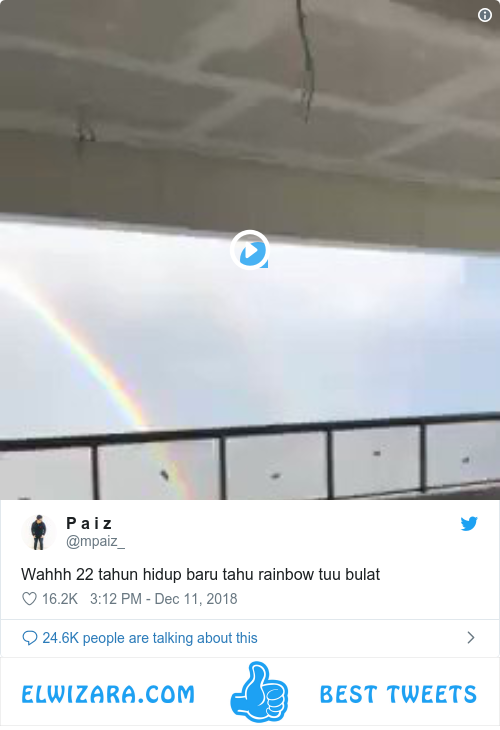 P a i z
@mpaiz_
Wahhh 22 tahun hidup baru tahu rainbow tuu bulat
16.2K 3:12 PM - Dec 11, 2018
24.6K people are talking about this
ELWIZARA.COM BEST TWEETS